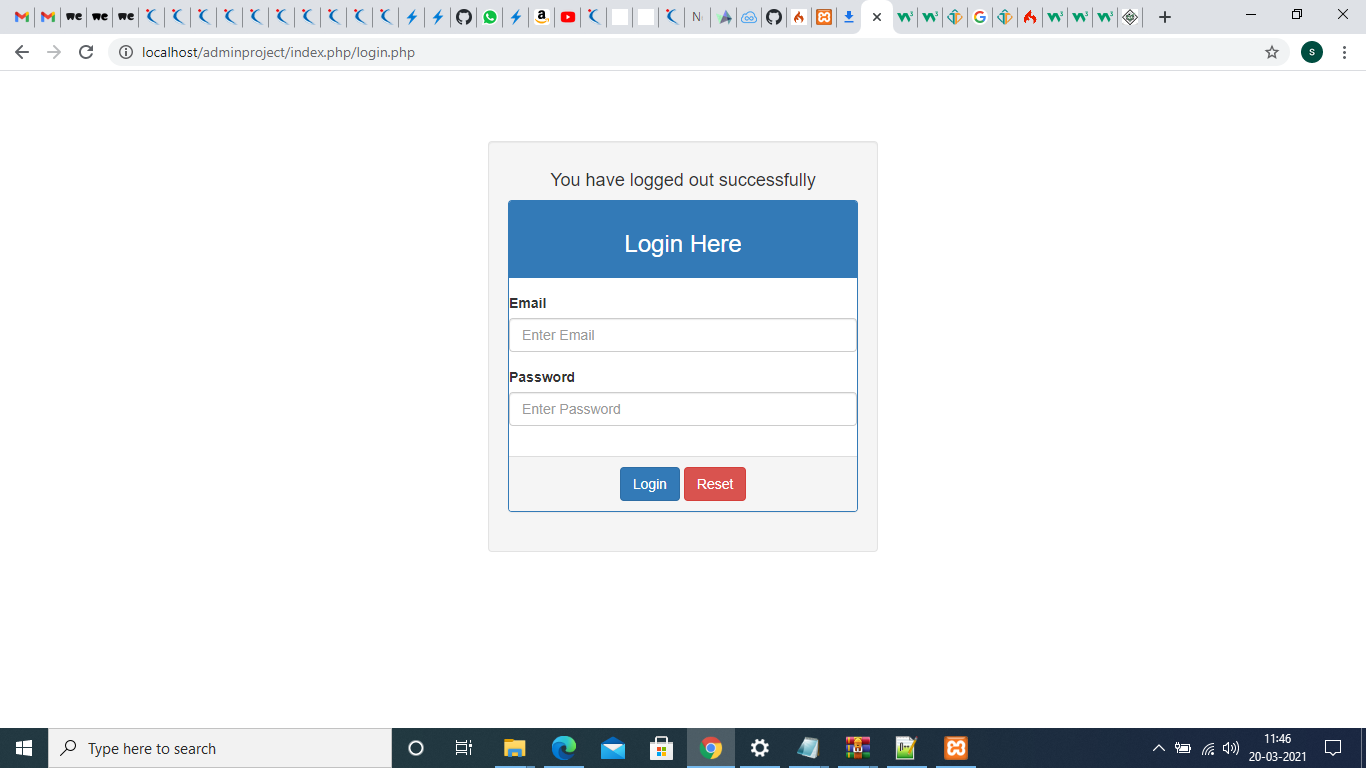 localhost/adminproject/index.php/login.php
S
You have logged out successfully
Login Here
Email
Enter Email
Password
Enter Password
Login Reset
Type here to search
11:46
20-03-2021